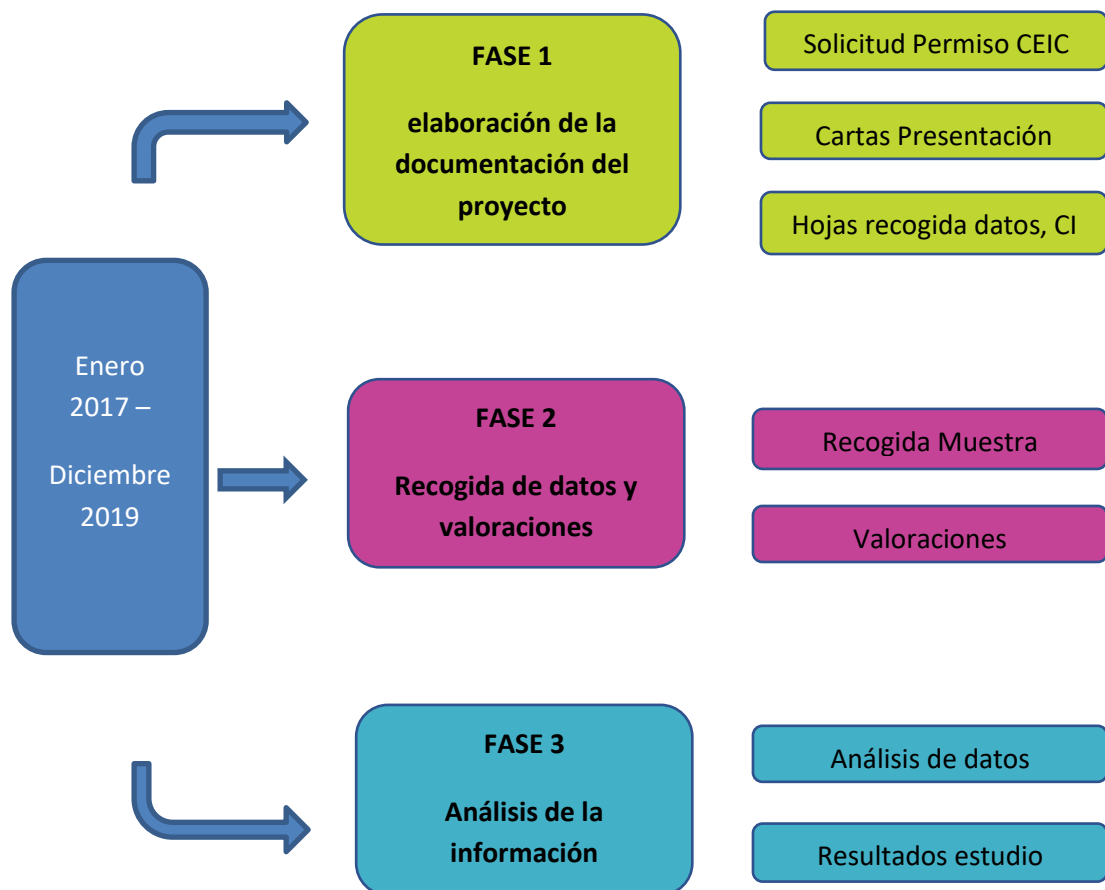 FASE 1
elaboración de la
documentación del
proyecto
Solicitud Permiso CEIC
Cartas Presentación
Hojas recogida datos, CI
Enero
2017 –
Diciembre
2019
FASE 2
Recogida de datos y
valoraciones
Recogida Muestra
Valoraciones
FASE 3
Análisis de la
información
Análisis de datos
Resultados estudio